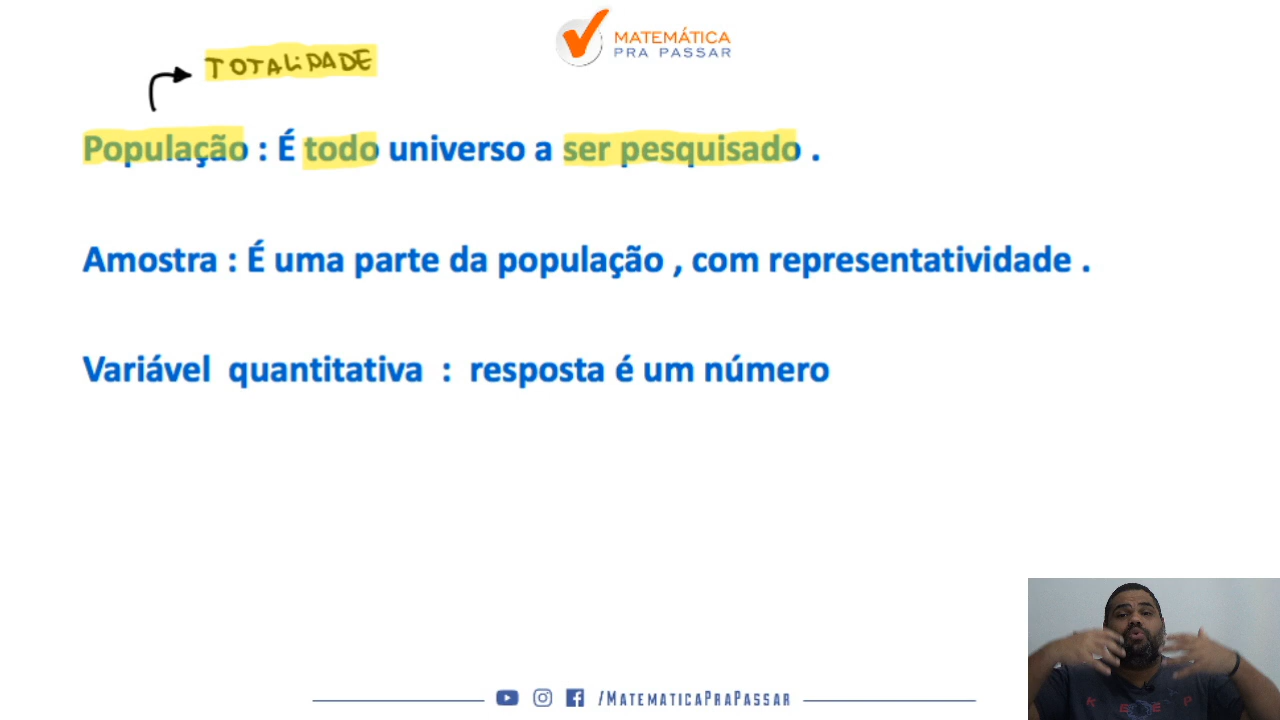 MATEMÁTICA
PRA PASSAR
TOTALIDADE
População : É todo universo a ser pesquisado .
Amostra : É uma parte da população , com representatividade .
Variável quantitativa : resposta é um número
K E E P
/MATEMATICAPRAPASSAR